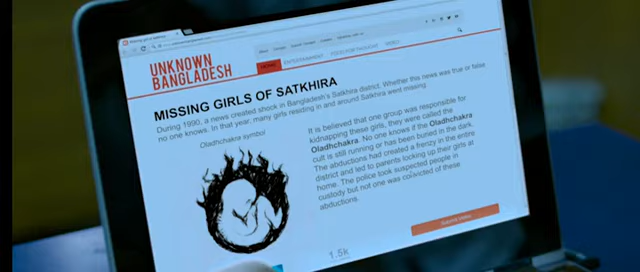 UNKNOWN
BANGLADESH
HOME ENTERTAINMENT FOOD FOR THOUGHT VIDEO
MISSING GIRLS OF SATKHIRA
During 1990, a news created shock in Bangladesh's Satkhira district. Whether this news was true or false
no one knows. In that year, many girls residing in and around Satkhira went missing.
Oladhchakra symbol
It is believed that one group was responsible for
kidnapping these girls, they were called the
Oladhchakra. No one knows if the Oladhchakra
cult is still running or has been buried in the dark.
The abductions had created a frenzy in the entire
district and led to parents locking up their girls at
home. The police took suspected people in
custody but not one was convicted of these
abductions.
1.5k